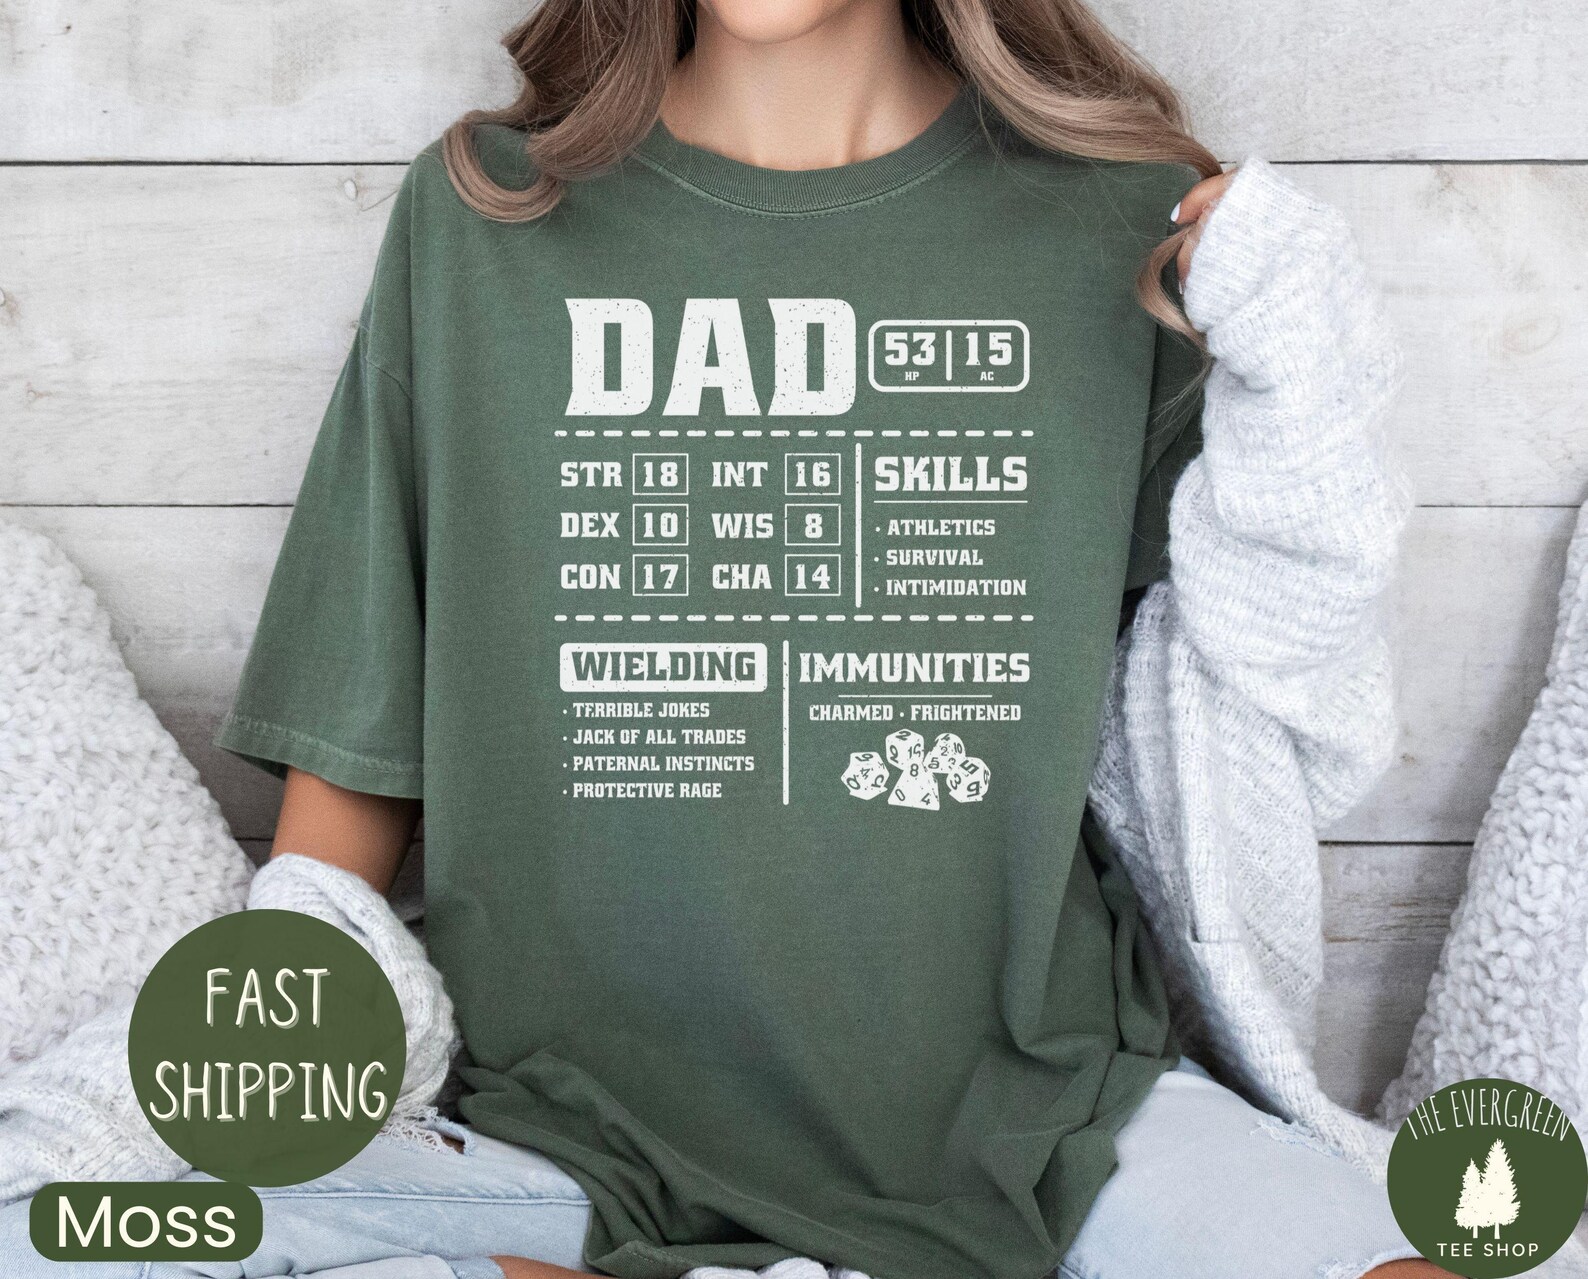 DAD
53 | 15
HP AC
STR 18 INT 16
DEX 10 WIS 8
CON 17 CHA 14
SKILLS
· ATHLETICS
· SURVIVAL
· INTIMIDATION
WIELDING
· TERRIBLE JOKES
· JACK OF ALL TRADES
· PATERNAL INSTINCTS
· PROTECTIVE RAGE
IMMUNITIES
CHARMED · FRIGHTENED
FAST
SHIPPING
Moss
THE EVERGREEN
TEE SHOP